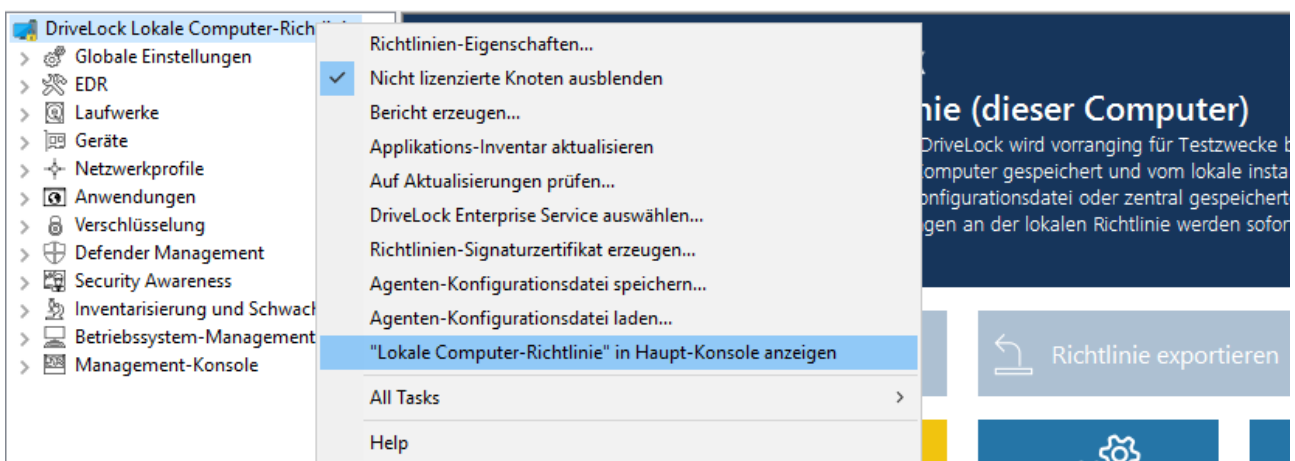 DriveLock Lokale Computer-Rich
Globale Einstellungen
EDR
Laufwerke
Geräte
Netzwerkprofile
Anwendungen
Verschlüsselung
Defender Management
Security Awareness
Inventarisierung und Schwach
Betriebssystem-Management
Management-Konsole
Richtlinien-Eigenschaften...
Nicht lizenzierte Knoten ausblenden
Bericht erzeugen...
Applikations-Inventar aktualisieren
Auf Aktualisierungen prüfen...
DriveLock Enterprise Service auswählen...
Richtlinien-Signaturzertifikat erzeugen...
Agenten-Konfigurationsdatei speichern...
Agenten-Konfigurationsdatei laden...
"Lokale Computer-Richtlinie" in Haupt-Konsole anzeigen
All Tasks
Help
nie (dieser Computer)
DriveLock wird vorranging für Testzwecke b
omputer gespeichert und vom lokale insta
onfigurationsdatei oder zentral gespeichert
gen an der lokalen Richtlinie werden sofor
Richtlinie exportieren